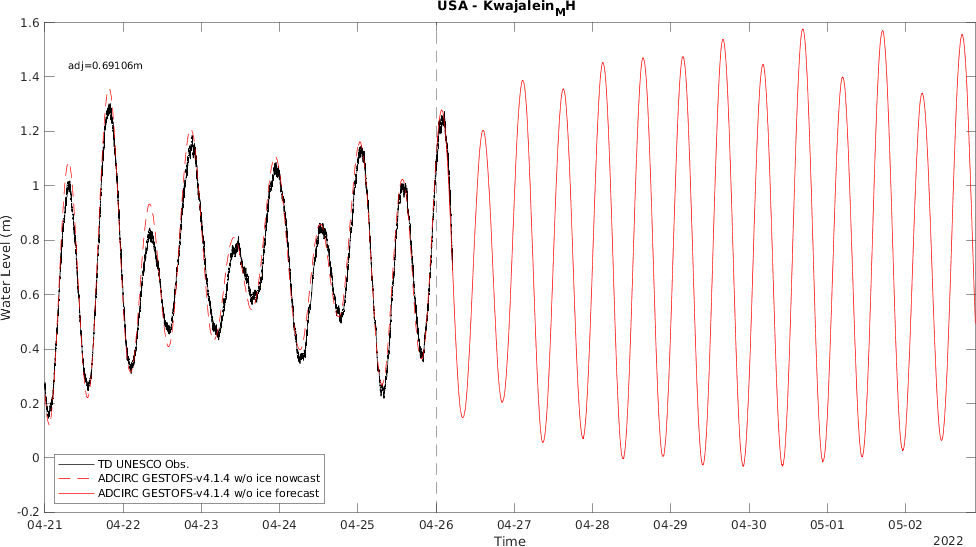 USA - Kwajalein_MH
adj=0.69106m
Water Level (m)
1.6
1.4
1.2
1
0.8
0.6
0.4
0.2
0
-0.2
TD UNESCO Obs.
ADCIRC GESTOFS-v4.1.4 w/o ice nowcast
ADCIRC GESTOFS-v4.1.4 w/o ice forecast
04-21 04-22 04-23 04-24 04-25 04-26 04-27 04-28 04-29 04-30 05-01 05-02
Time
2022